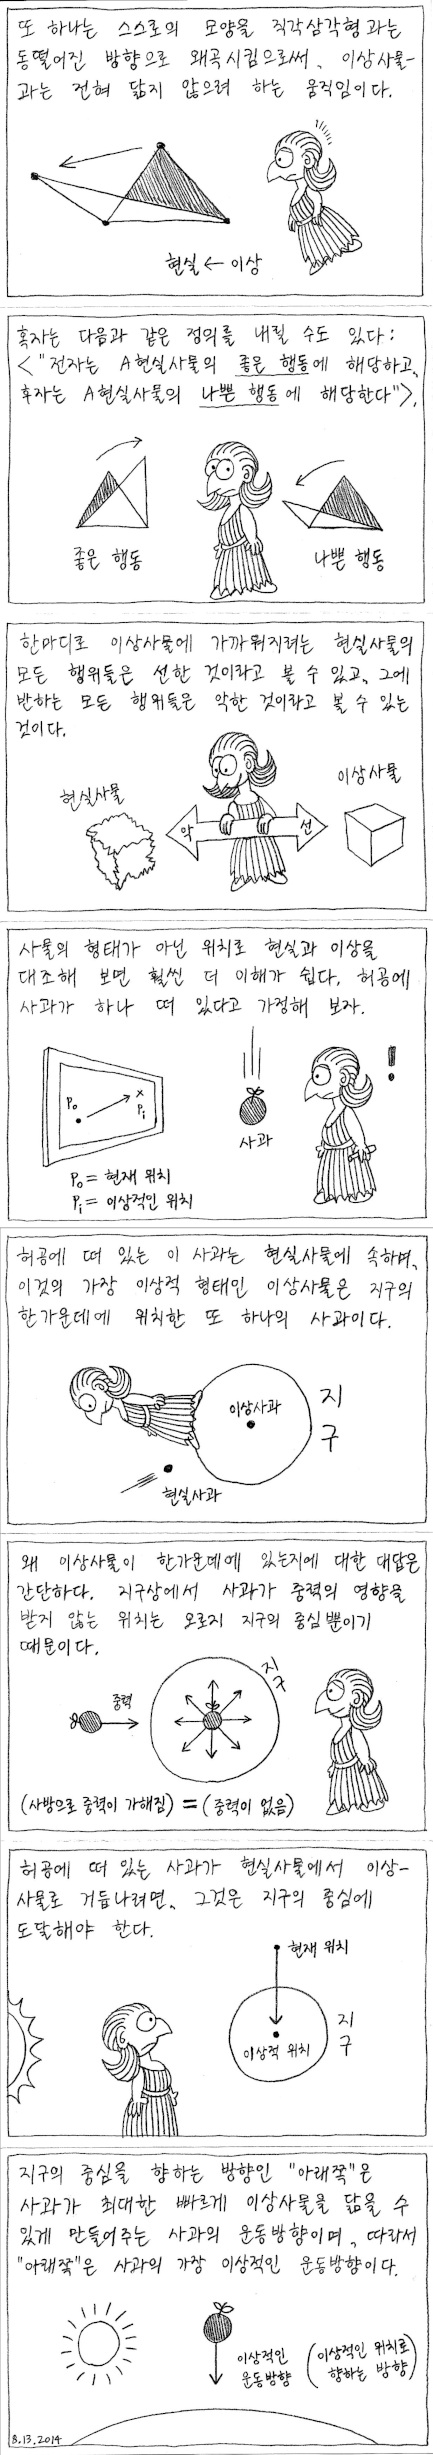 또 하나는 스스로의 모양을 직각삼각형과는
동떨어진 방향으로 왜곡시킴으로써, 이상사물-
과는 전혀 닮지 않으려 하는 움직임이다.
현실 ← 이상
혹자는 다음과 같은 정의를 내릴 수도 있다:
<"전자는 A현실사물의 좋은 행동에 해당하고,
후자는 A현실사물의 나쁜 행동에 해당한다">.
좋은 행동
나쁜 행동
한마디로 이상사물에 가까워지려는 현실사물의
모든 행위들은 선한 것이라고 볼 수 있고, 그에
반하는 모든 행위들은 악한 것이라고 볼 수 있는
것이다.
현실사물
악
선
이상사물
사물의 형태가 아닌 위치로 현실과 이상을
대조해 보면 훨씬 더 이해가 쉽다. 허공에
사과가 하나 떠 있다고 가정해 보자.
P₀
x
Pᵢ
P₀ = 현재 위치
Pᵢ = 이상적인 위치
사과
!
허공에 떠 있는 이 사과는 현실사물에 속하며,
이것의 가장 이상적 형태인 이상사물은 지구의
한가운데에 위치한 또 하나의 사과이다.
이상사과
지구
현실사과
왜 이상사물이 한가운데에 있는지에 대한 대답은
간단하다. 지구상에서 사과가 중력의 영향을
받지 않는 위치는 오로지 지구의 중심뿐이기
때문이다.
중력
지구
(사방으로 중력이 가해짐) = (중력이 없음)
허공에 떠 있는 사과가 현실사물에서 이상-
사물로 거듭나려면, 그것은 지구의 중심에
도달해야 한다.
현재 위치
이상적 위치
지구
지구의 중심을 향하는 방향인 "아래쪽"은
사과가 최대한 빠르게 이상사물을 닮을 수
있게 만들어주는 사과의 운동방향이며, 따라서
"아래쪽"은 사과의 가장 이상적인 운동방향이다.
이상적인
운동방향
(이상적인 위치로
향하는 방향)
8.13.2014